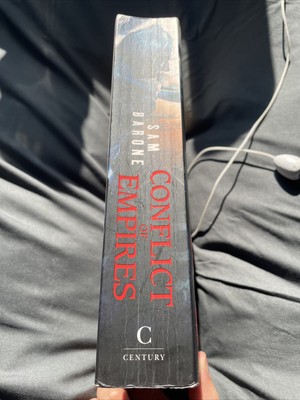 SAM
BARONE
CONFLICT
OF
EMPIRES
C
CENTURY